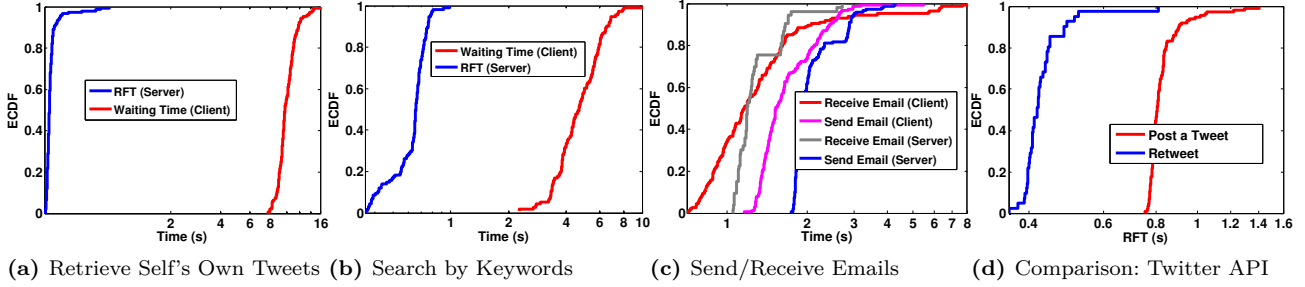 1
0.8
0.6
0.4
0.2
0
ECDF
RFT (Server)
Waiting Time (Client)
2 4 6 8 16
Time (s)
(a) Retrieve Self's Own Tweets
1
0.8
0.6
0.4
0.2
0
ECDF
Waiting Time (Client)
RFT (Server)
1 2 4 6 8 10
Time (s)
(b) Search by Keywords
1
0.8
0.6
0.4
0.2
0
ECDF
Receive Email (Client)
Send Email (Client)
Receive Email (Server)
Send Email (Server)
1 2 3 4 5 6 7 8
Time (s)
(c) Send/Receive Emails
1
0.8
0.6
0.4
0.2
0
ECDF
Post a Tweet
Retweet
0.4 0.6 0.8 1 1.2 1.4 1.6
RFT (s)
(d) Comparison: Twitter API